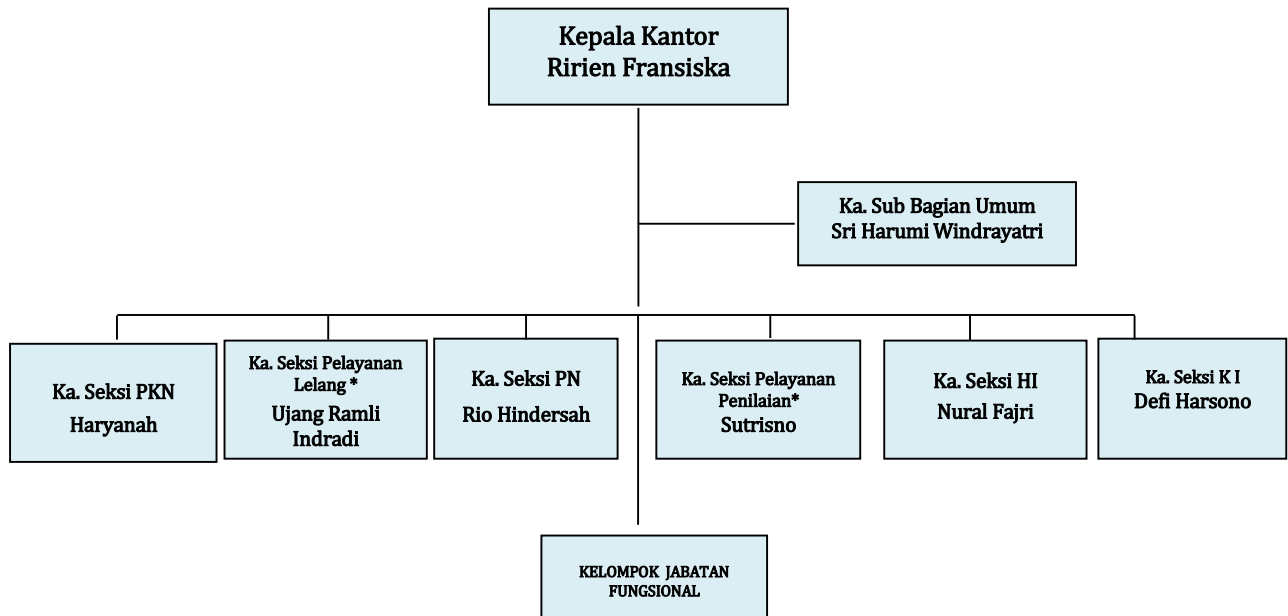 Kepala Kantor
Ririen Fransiska
Ka. Sub Bagian Umum
Sri Harumi Windrayatri
Ka. Seksi PKN
Haryanah
Ka. Seksi Pelayanan
Lelang *
Ujang Ramli
Indradi
Ka. Seksi PN
Rio Hindersah
Ka. Seksi Pelayanan
Penilaian*
Sutrisno
Ka. Seksi HI
Nural Fajri
Ka. Seksi K I
Defi Harsono
KELOMPOK JABATAN
FUNGSIONAL